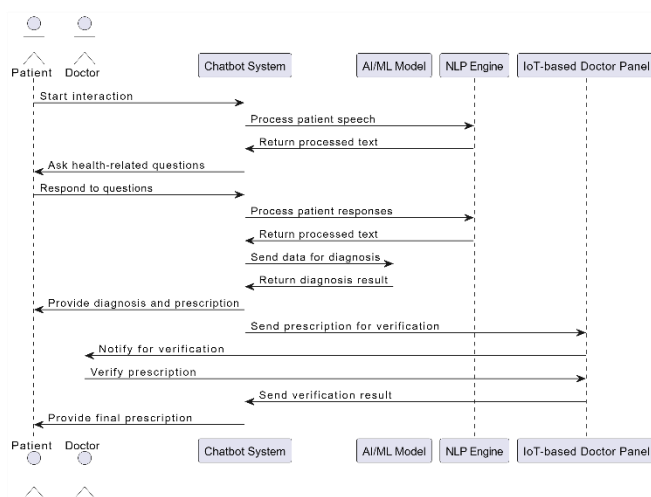 Patient Doctor Chatbot System AI/ML Model NLP Engine IoT-based Doctor Panel
Start interaction
Process patient speech
Return processed text
Ask health-related questions
Respond to questions
Process patient responses
Return processed text
Send data for diagnosis
Return diagnosis result
Provide diagnosis and prescription
Send prescription for verification
Notify for verification
Verify prescription
Send verification result
Provide final prescription
Patient Doctor Chatbot System AI/ML Model NLP Engine IoT-based Doctor Panel